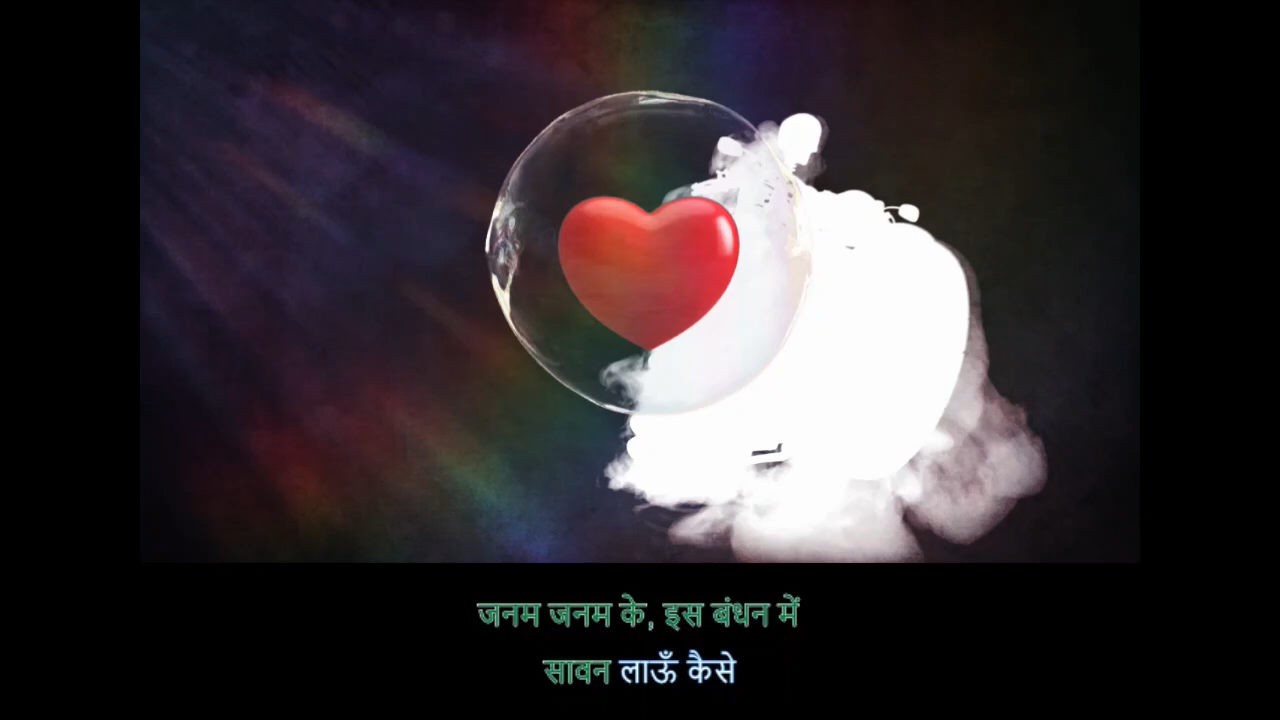 जनम जनम के, इस बंधन में
सावन लाऊँ कैसे